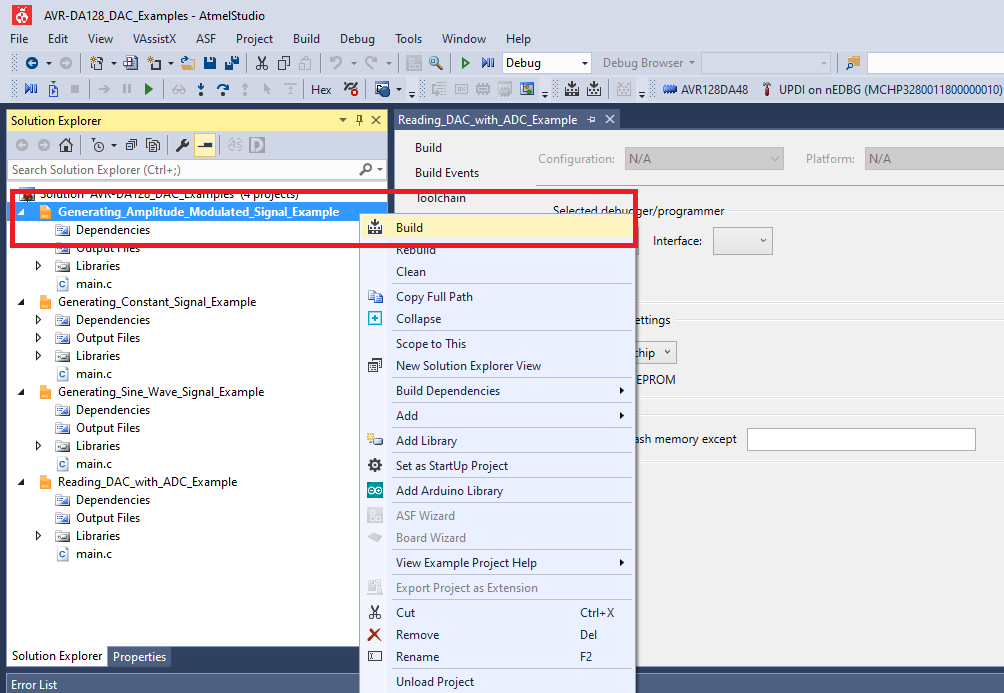 AVR-DA128_DAC_Examples - AtmelStudio
File Edit View VAssistX ASF Project Build Debug Tools Window Help
Debug Debug Browser
Hex AVR128DA48 UPDI on nEDBG (MCHP3280011800000010)
Solution Explorer
Reading_DAC_with_ADC_Example
Search Solution Explorer (Ctrl+;)
Solution 'AVR-DA128_DAC_Examples' (4 projects)
Generating_Amplitude_Modulated_Signal_Example
Dependencies
Output Files
Libraries
main.c
Generating_Constant_Signal_Example
Dependencies
Output Files
Libraries
main.c
Generating_Sine_Wave_Signal_Example
Dependencies
Output Files
Libraries
main.c
Reading_DAC_with_ADC_Example
Dependencies
Output Files
Libraries
main.c
Build
Build Events
Toolchain
Configuration: N/A Platform: N/A
Selected debugger/programmer
Interface:
ettings
hip
EPROM
ash memory except
Build
Rebuild
Clean
Copy Full Path
Collapse
Scope to This
New Solution Explorer View
Build Dependencies
Add
Add Library
Set as StartUp Project
Add Arduino Library
ASF Wizard
Board Wizard
View Example Project Help
Export Project as Extension
Cut Ctrl+X
Remove Del
Rename F2
Unload Project
Solution Explorer Properties
Error List